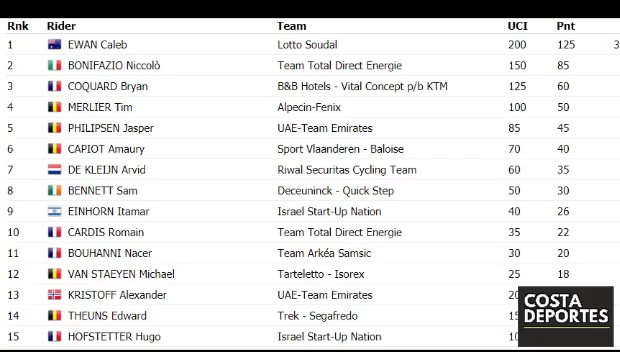 Rnk Rider Team UCI Pnt
1 EWAN Caleb Lotto Soudal 200 125 3
2 BONIFAZIO Niccolò Team Total Direct Energie 150 85
3 COQUARD Bryan B&B Hotels - Vital Concept p/b KTM 125 60
4 MERLIER Tim Alpecin-Fenix 100 50
5 PHILIPSEN Jasper UAE-Team Emirates 85 45
6 CAPIOT Amaury Sport Vlaanderen - Baloise 70 40
7 DE KLEIJN Arvid Riwal Securitas Cycling Team 60 35
8 BENNETT Sam Deceuninck - Quick Step 50 30
9 EINHORN Itamar Israel Start-Up Nation 40 26
10 CARDIS Romain Team Total Direct Energie 35 22
11 BOUHANNI Nacer Team Arkéa Samsic 30 20
12 VAN STAEYEN Michael Tarteletto - Isorex 25 18
13 KRISTOFF Alexander UAE-Team Emirates 20
14 THEUNS Edward Trek - Segafredo 15
15 HOFSTETTER Hugo Israel Start-Up Nation 10
COSTA
DEPORTES